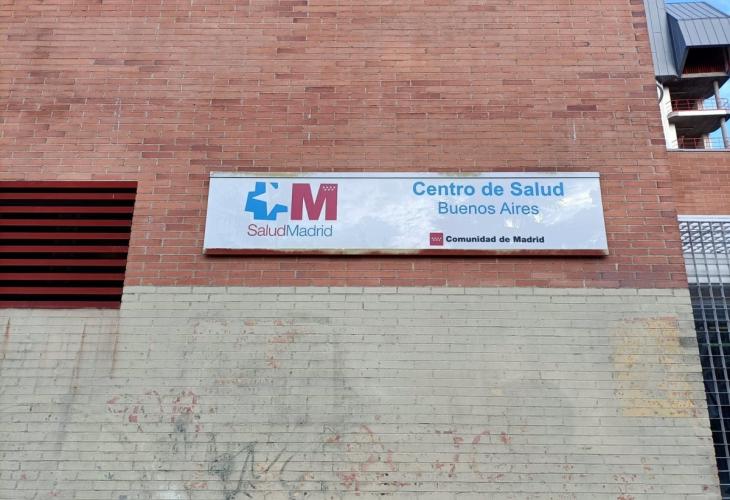 M
SaludMadrid
Centro de Salud
Buenos Aires
Comunidad de Madrid